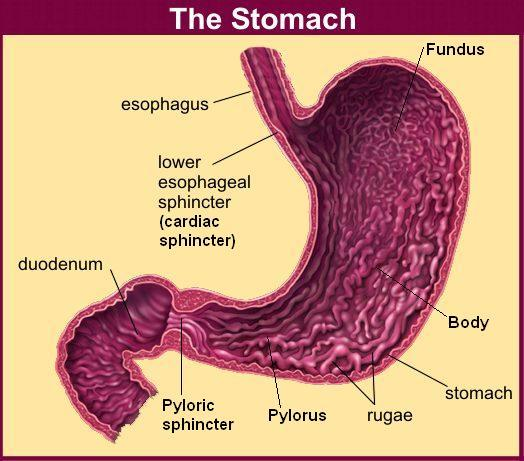 The Stomach
Fundus
esophagus
lower
esophageal
sphincter
(cardiac
sphincter)
duodenum
Body
stomach
Pyloric
sphincter
Pylorus
rugae